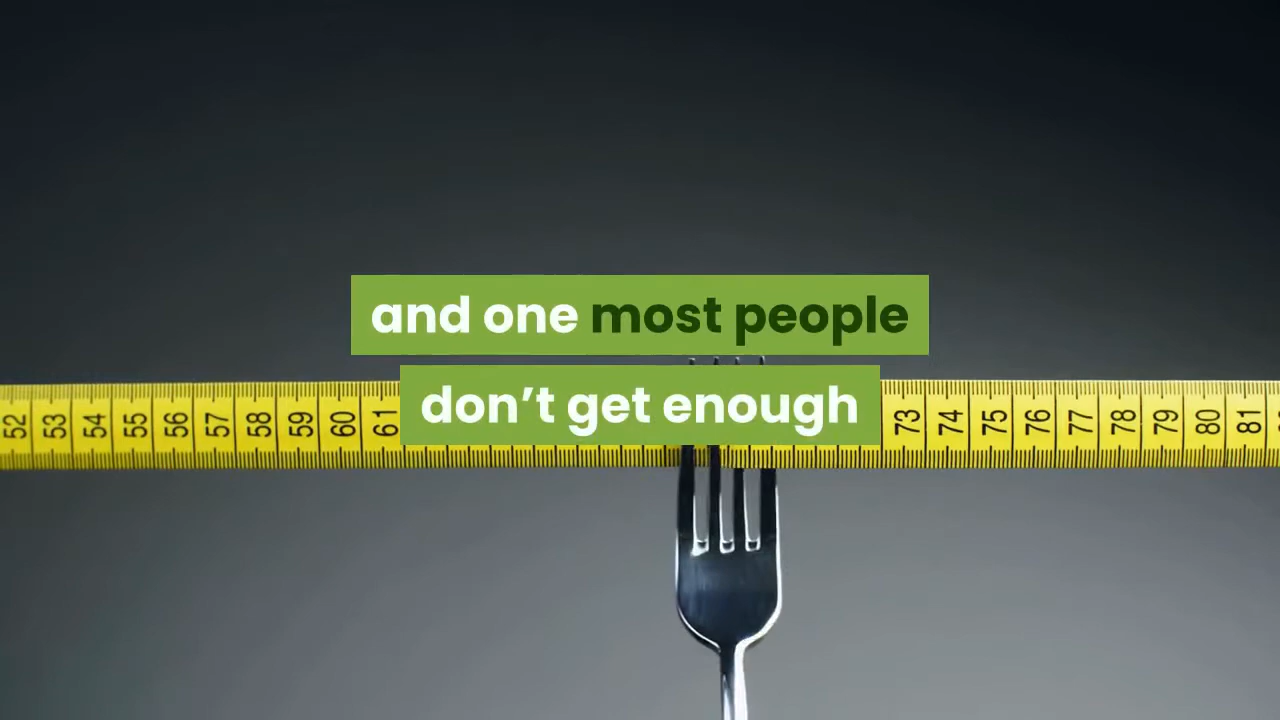 and one most people
don’t get enough
52 53 54 55 56 57 58 59 60 61 73 74 75 76 77 78 79 80 81